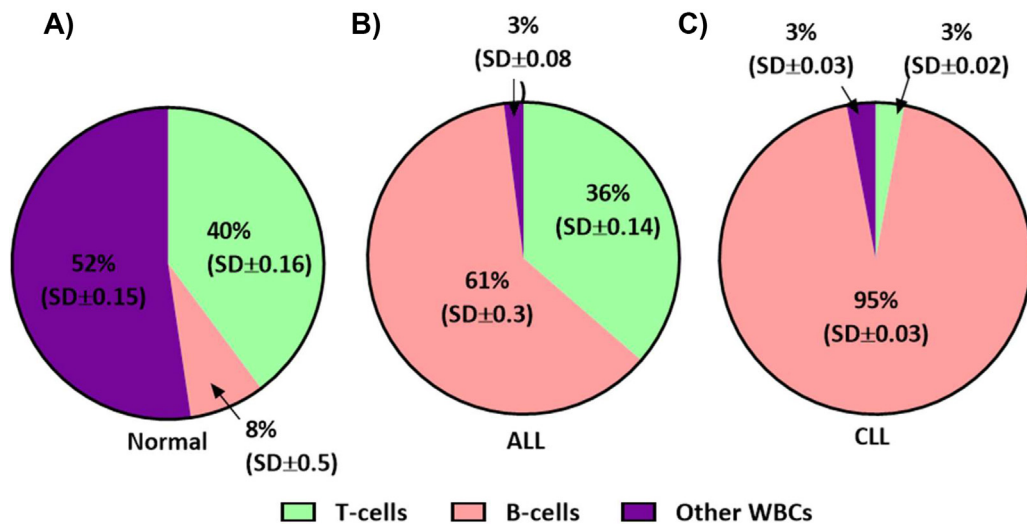 A)
52%
(SD±0.15)
40%
(SD±0.16)
8%
(SD±0.5)
Normal
B)
3%
(SD±0.08
)
36%
(SD±0.14)
61%
(SD±0.3)
ALL
C)
3%
(SD±0.03)
3%
(SD±0.02)
95%
(SD±0.03)
CLL
T-cells
B-cells
Other WBCs